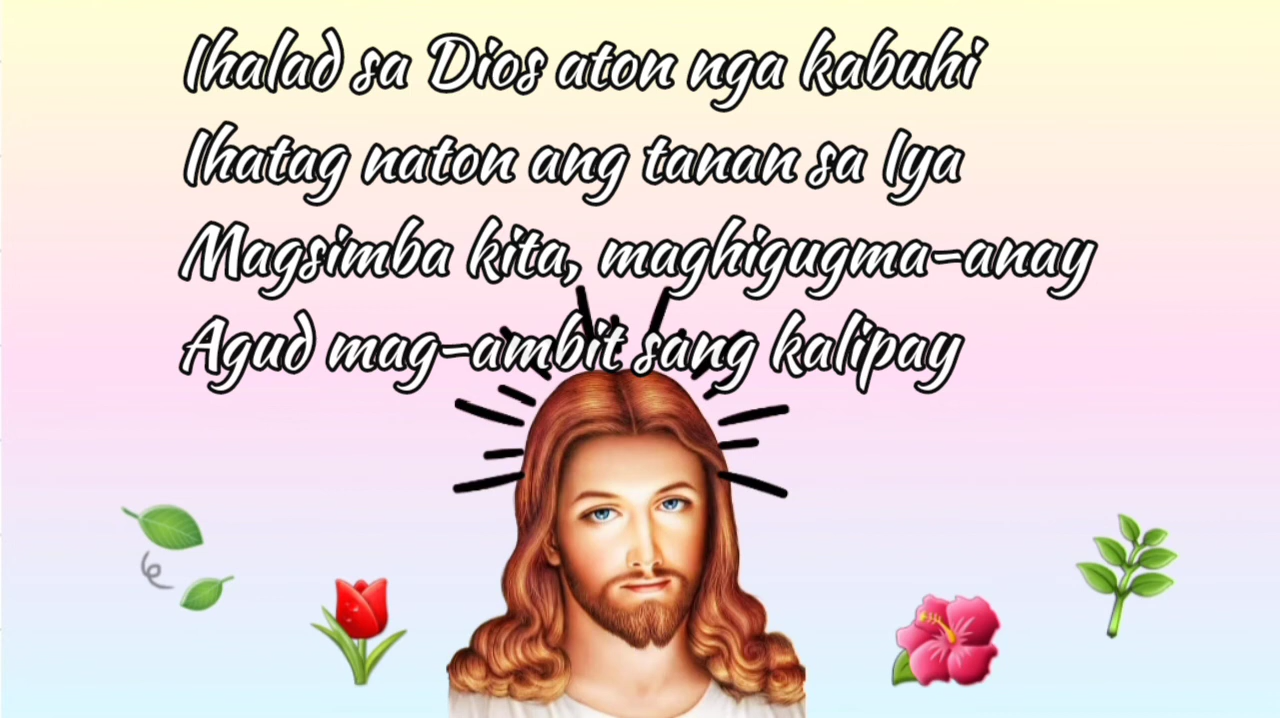 Ihalad sa Dios aton nga kabuhi
Ihatag naton ang tanan sa Iya
Magsimba kita, maghigugma-anay
Agud mag-ambit sang kalipay